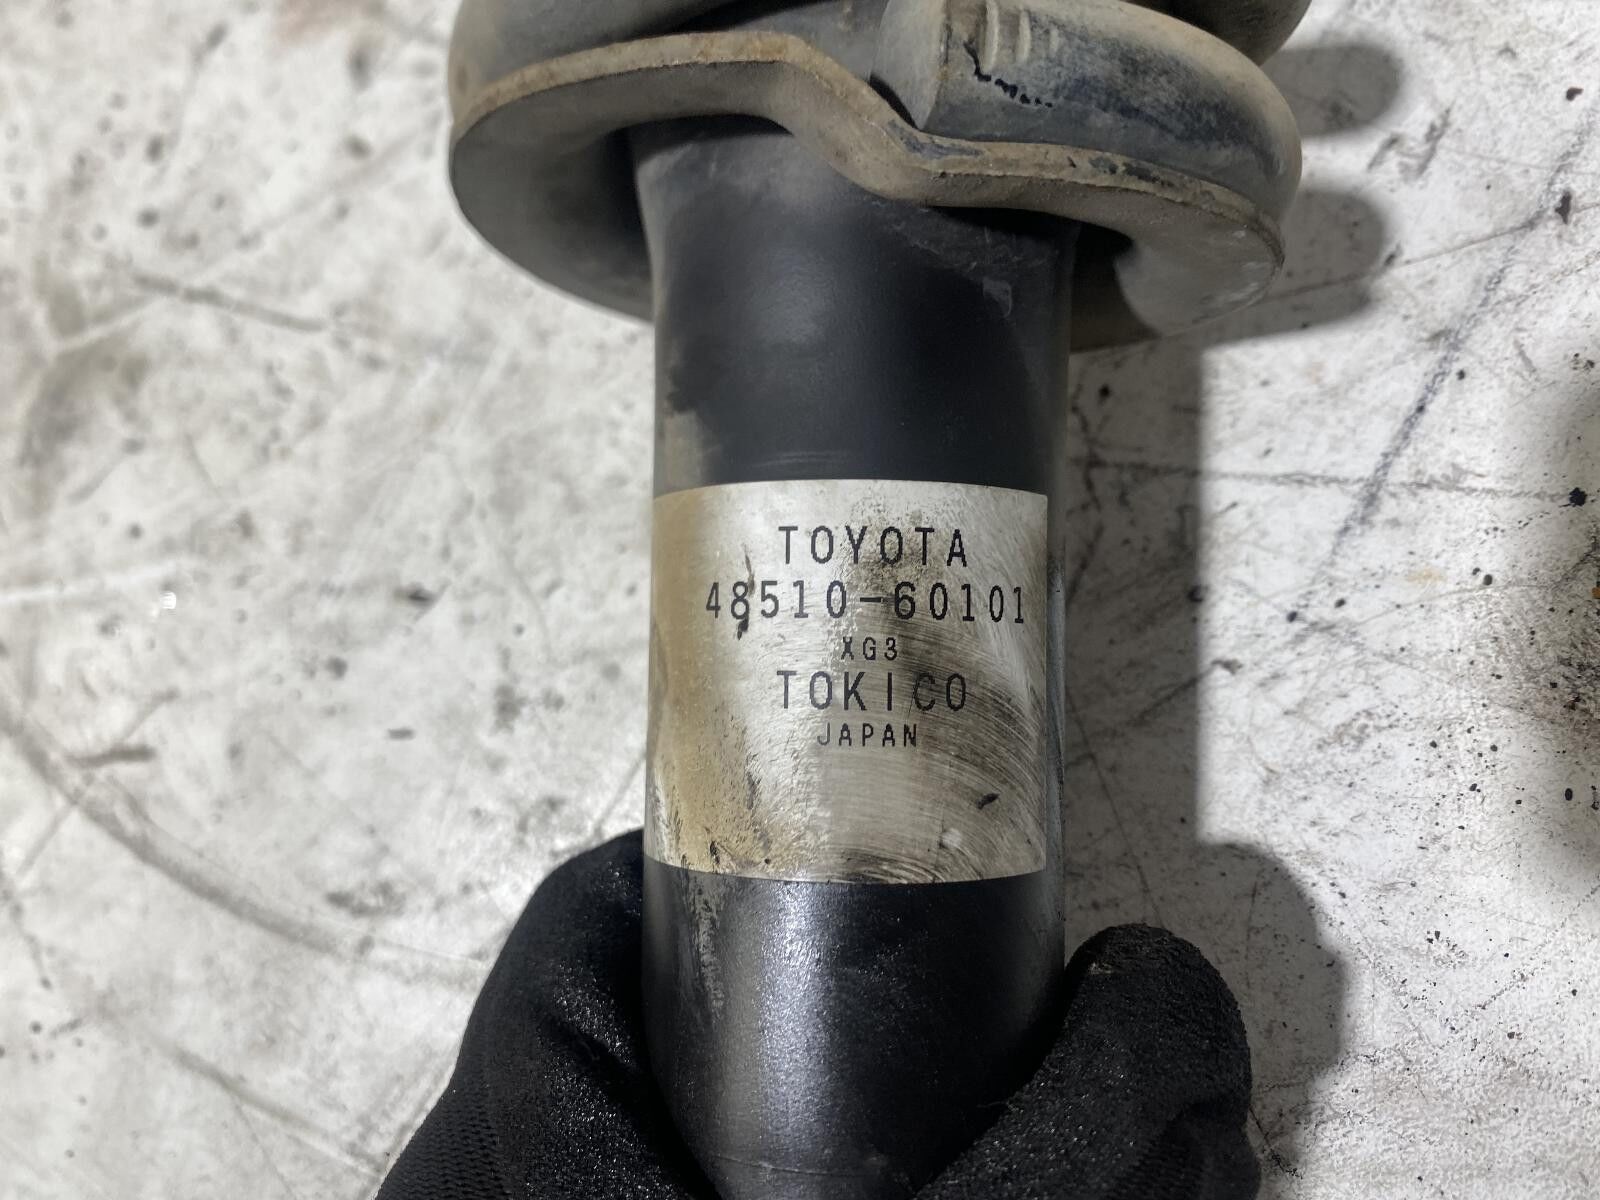 TOYOTA
48510-60101
XG3
TOKICO
JAPAN